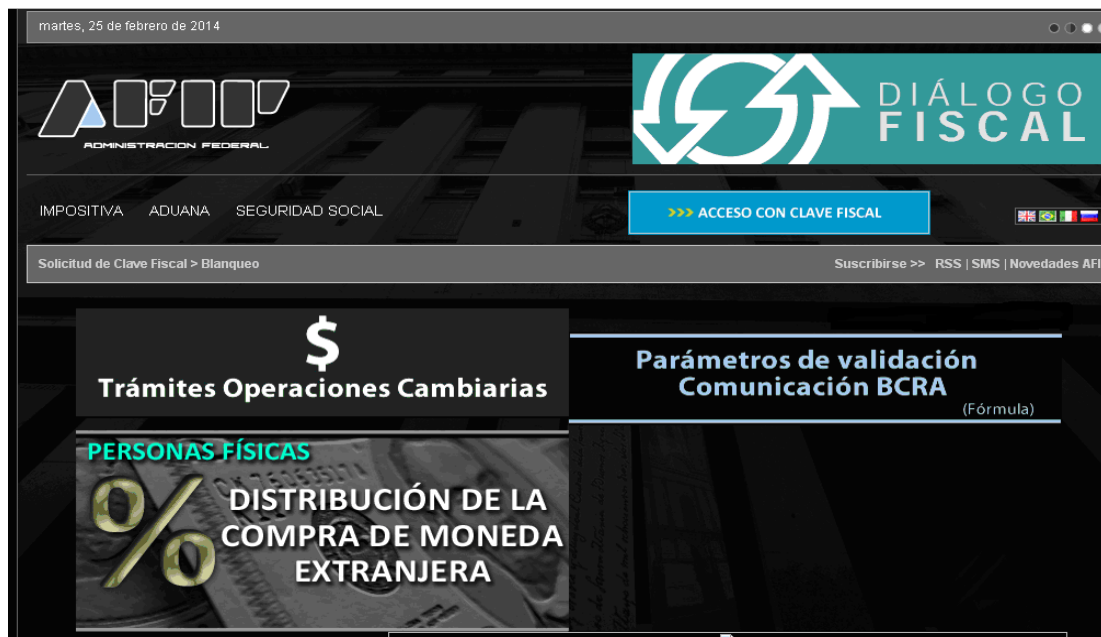 martes, 25 de febrero de 2014
AFIP
ADMINISTRACION FEDERAL
DIÁLOGO
FISCAL
IMPOSITIVA ADUANA SEGURIDAD SOCIAL
>>> ACCESO CON CLAVE FISCAL
Solicitud de Clave Fiscal > Blanqueo
Suscribirse >> RSS | SMS | Novedades AFI
$
Trámites Operaciones Cambiarias
Parámetros de validación
Comunicación BCRA
(Fórmula)
PERSONAS FÍSICAS
%
DISTRIBUCIÓN DE LA
COMPRA DE MONEDA
EXTRANJERA